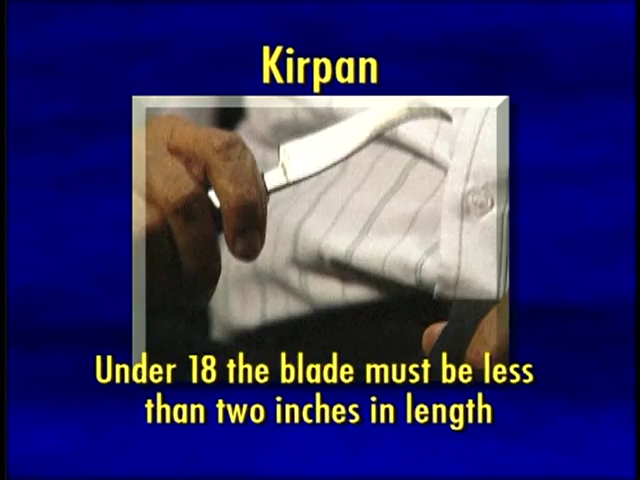 Kirpan
Under 18 the blade must be less
than two inches in length